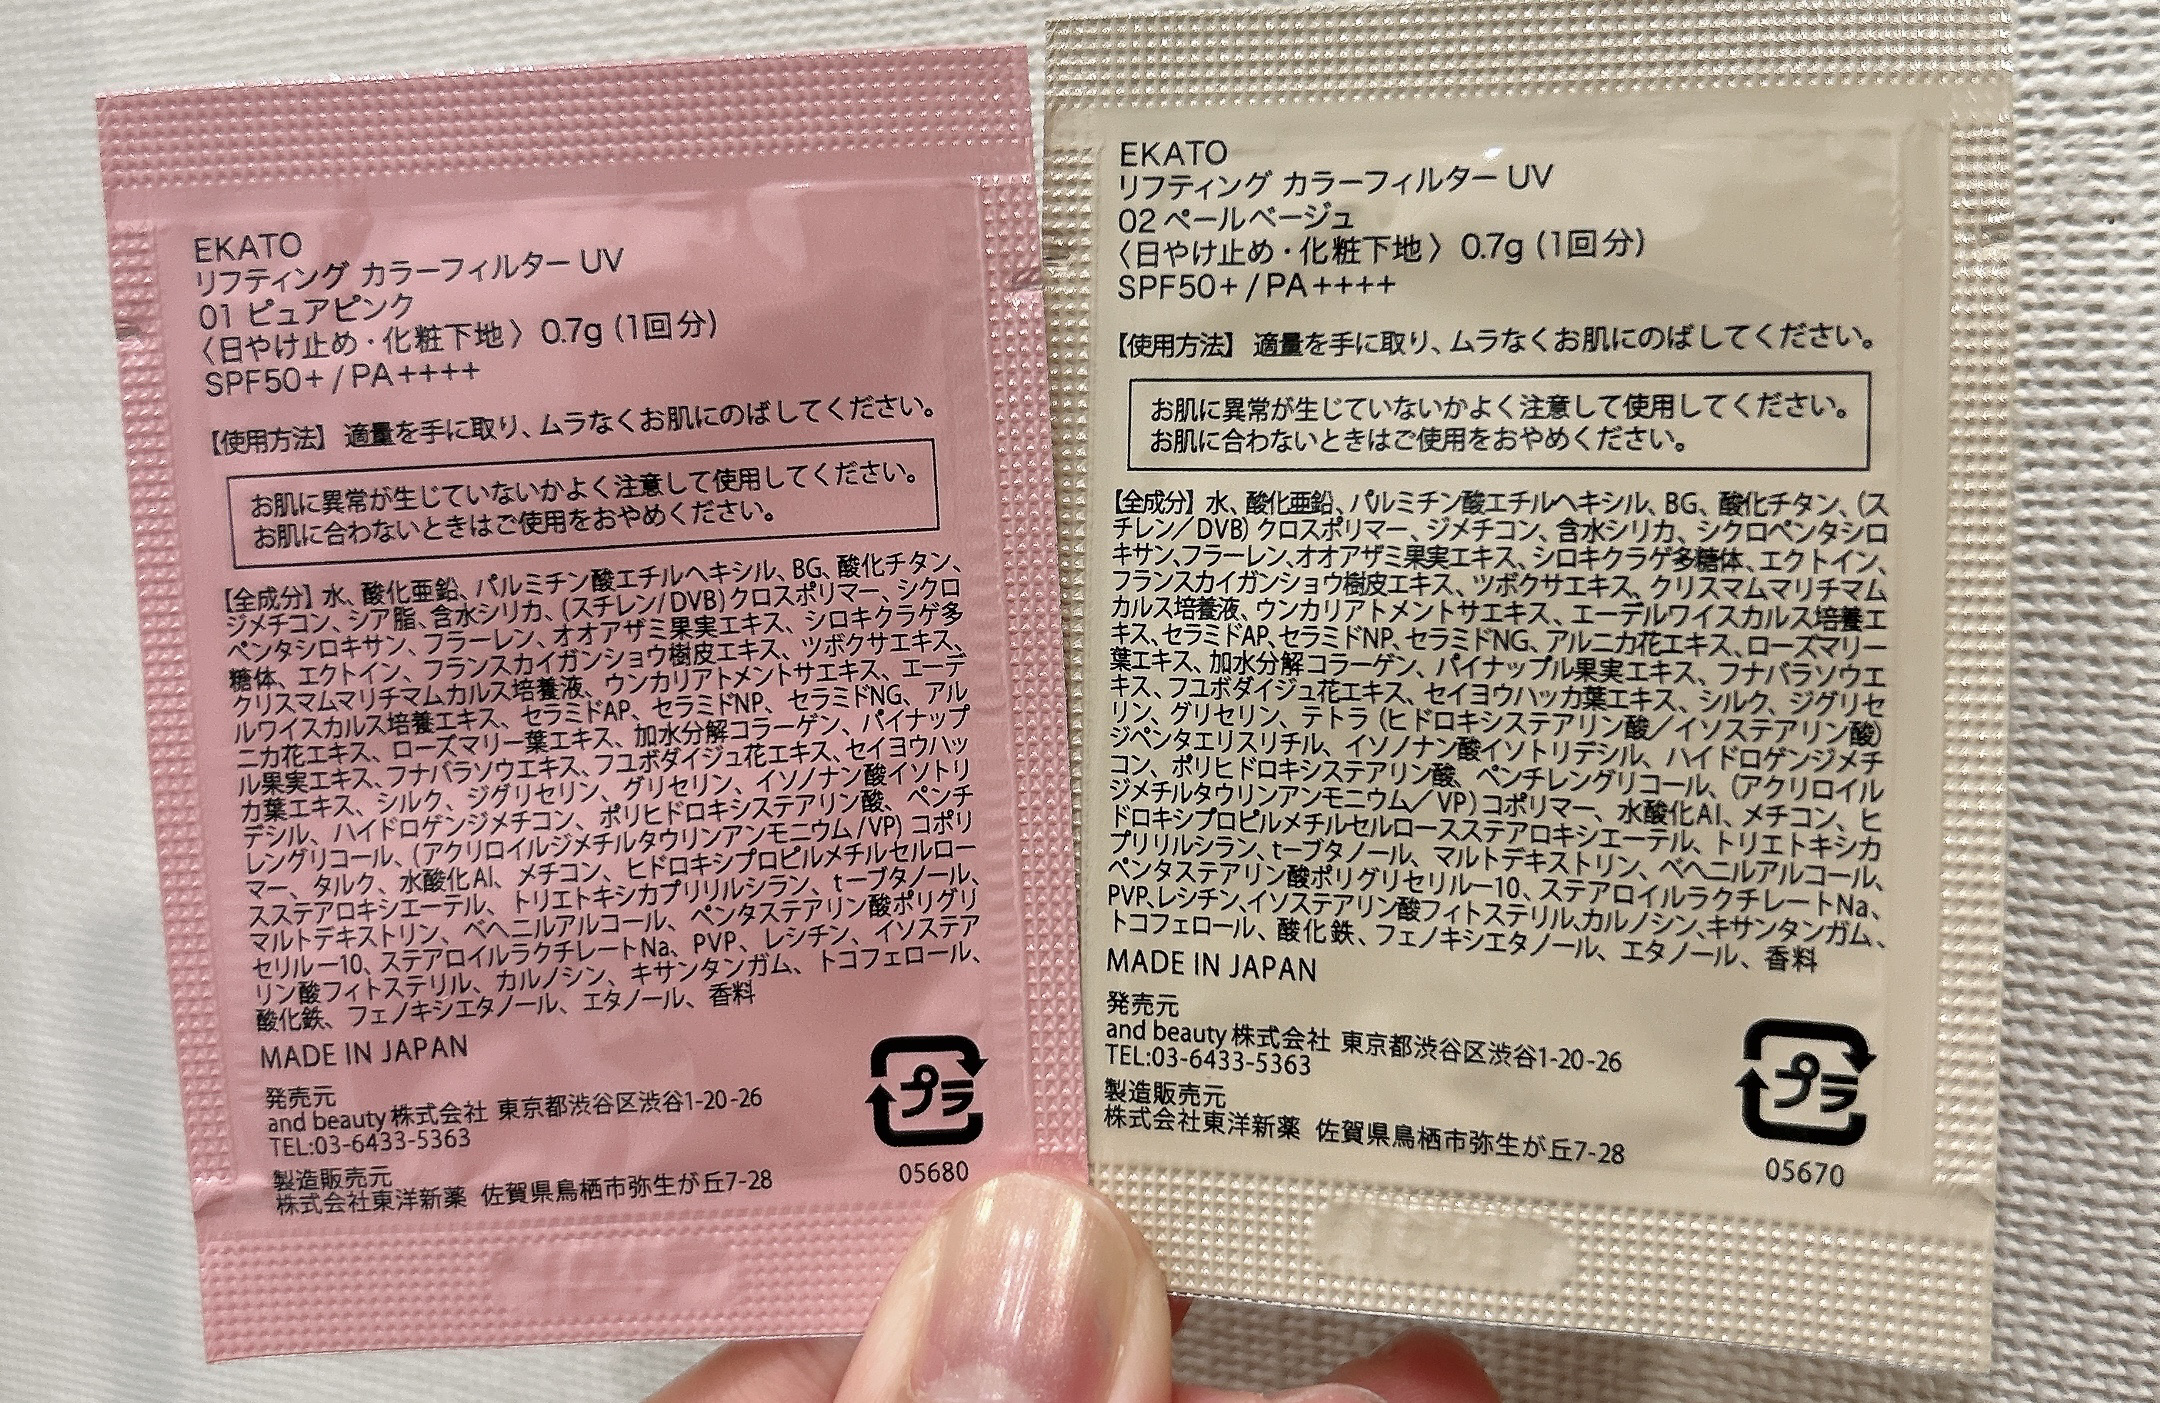 EKATO
リフティング カラーフィルター UV
01 ピュアピンク
〈日やけ止め・化粧下地〉 0.7g (1回分)
SPF50+ / PA++++
【使用方法】 適量を手に取り、ムラなくお肌にのばしてください。
お肌に異常が生じていないかよく注意して使用してください。
お肌に合わないときはご使用をおやめください。
【全成分】水、酸化亜鉛、パルミチン酸エチルヘキシル、BG、酸化チタン、
ジメチコン、シア脂、含水シリカ、(スチレン/DVB)クロスポリマー、シクロ
ペンタシロキサン、フラーレン、オオアザミ果実エキス、シロキクラゲ多
糖体、エクトイン、フランスカイガンショウ樹皮エキス、ツボクサエキス、
クリスマムマリチマムカルス培養液、ウンカリアトメントサエキス、エーデ
ルワイスカルス培養エキス、セラミドAP、セラミドNP、セラミドNG、アル
ニカ花エキス、ローズマリー葉エキス、加水分解コラーゲン、パイナップ
ル果実エキス、フナバラソウエキス、フユボダイジュ花エキス、セイヨウハッ
カ葉エキス、シルク、ジグリセリン、グリセリン、イソノナン酸イソトリ
デシル、ハイドロゲンジメチコン、ポリヒドロキシステアリン酸、ペンチ
レングリコール、(アクリロイルジメチルタウリンアンモニウム/VP) コポリ
マー、タルク、水酸化Al、メチコン、ヒドロキシプロピルメチルセルロー
スステアロキシエーテル、トリエトキシカプリリルシラン、t－ブタノール、
マルトデキストリン、ベヘニルアルコール、ペンタステアリン酸ポリグリ
セリル－10、ステアロイルラクチレートNa、PVP、レシチン、イソステア
リン酸フィトステリル、カルノシン、キサンタンガム、トコフェロール、
酸化鉄、フェノキシエタノール、エタノール、香料
MADE IN JAPAN
発売元
and beauty株式会社 東京都渋谷区渋谷1-20-26
TEL:03-6433-5363
製造販売元
株式会社東洋新薬 佐賀県鳥栖市弥生が丘7-28
プラ
05680
EKATO
リフティング カラーフィルター UV
02 ペールベージュ
〈日やけ止め・化粧下地〉 0.7g (1回分)
SPF50+ / PA++++
【使用方法】 適量を手に取り、ムラなくお肌にのばしてください。
お肌に異常が生じていないかよく注意して使用してください。
お肌に合わないときはご使用をおやめください。
【全成分】水、酸化亜鉛、パルミチン酸エチルヘキシル、BG、酸化チタン、(ス
チレン／DVB) クロスポリマー、ジメチコン、含水シリカ、シクロペンタシロ
キサン、フラーレン、オオアザミ果実エキス、シロキクラゲ多糖体、エクトイン、
フランスカイガンショウ樹皮エキス、ツボクサエキス、クリスマムマリチマム
カルス培養液、ウンカリアトメントサエキス、エーデルワイスカルス培養エ
キス、セラミドAP、セラミドNP、セラミドNG、アルニカ花エキス、ローズマリー
葉エキス、加水分解コラーゲン、パイナップル果実エキス、フナバラソウエ
キス、フユボダイジュ花エキス、セイヨウハッカ葉エキス、シルク、ジグリセ
リン、グリセリン、テトラ (ヒドロキシステアリン酸／イソステアリン酸)
ジペンタエリスリチル、イソノナン酸イソトリデシル、ハイドロゲンジメチ
コン、ポリヒドロキシステアリン酸、ペンチレングリコール、(アクリロイル
ジメチルタウリンアンモニウム／VP) コポリマー、水酸化Al、メチコン、ヒ
ドロキシプロピルメチルセルロースステアロキシエーテル、トリエトキシカ
プリリルシラン、t－ブタノール、マルトデキストリン、ベヘニルアルコール、
ペンタステアリン酸ポリグリセリル－10、ステアロイルラクチレートNa、
PVP、レシチン、イソステアリン酸フィトステリル、カルノシン、キサンタンガム、
トコフェロール、酸化鉄、フェノキシエタノール、エタノール、香料
MADE IN JAPAN
発売元
and beauty株式会社 東京都渋谷区渋谷1-20-26
TEL:03-6433-5363
製造販売元
株式会社東洋新薬 佐賀県鳥栖市弥生が丘7-28
プラ
05670